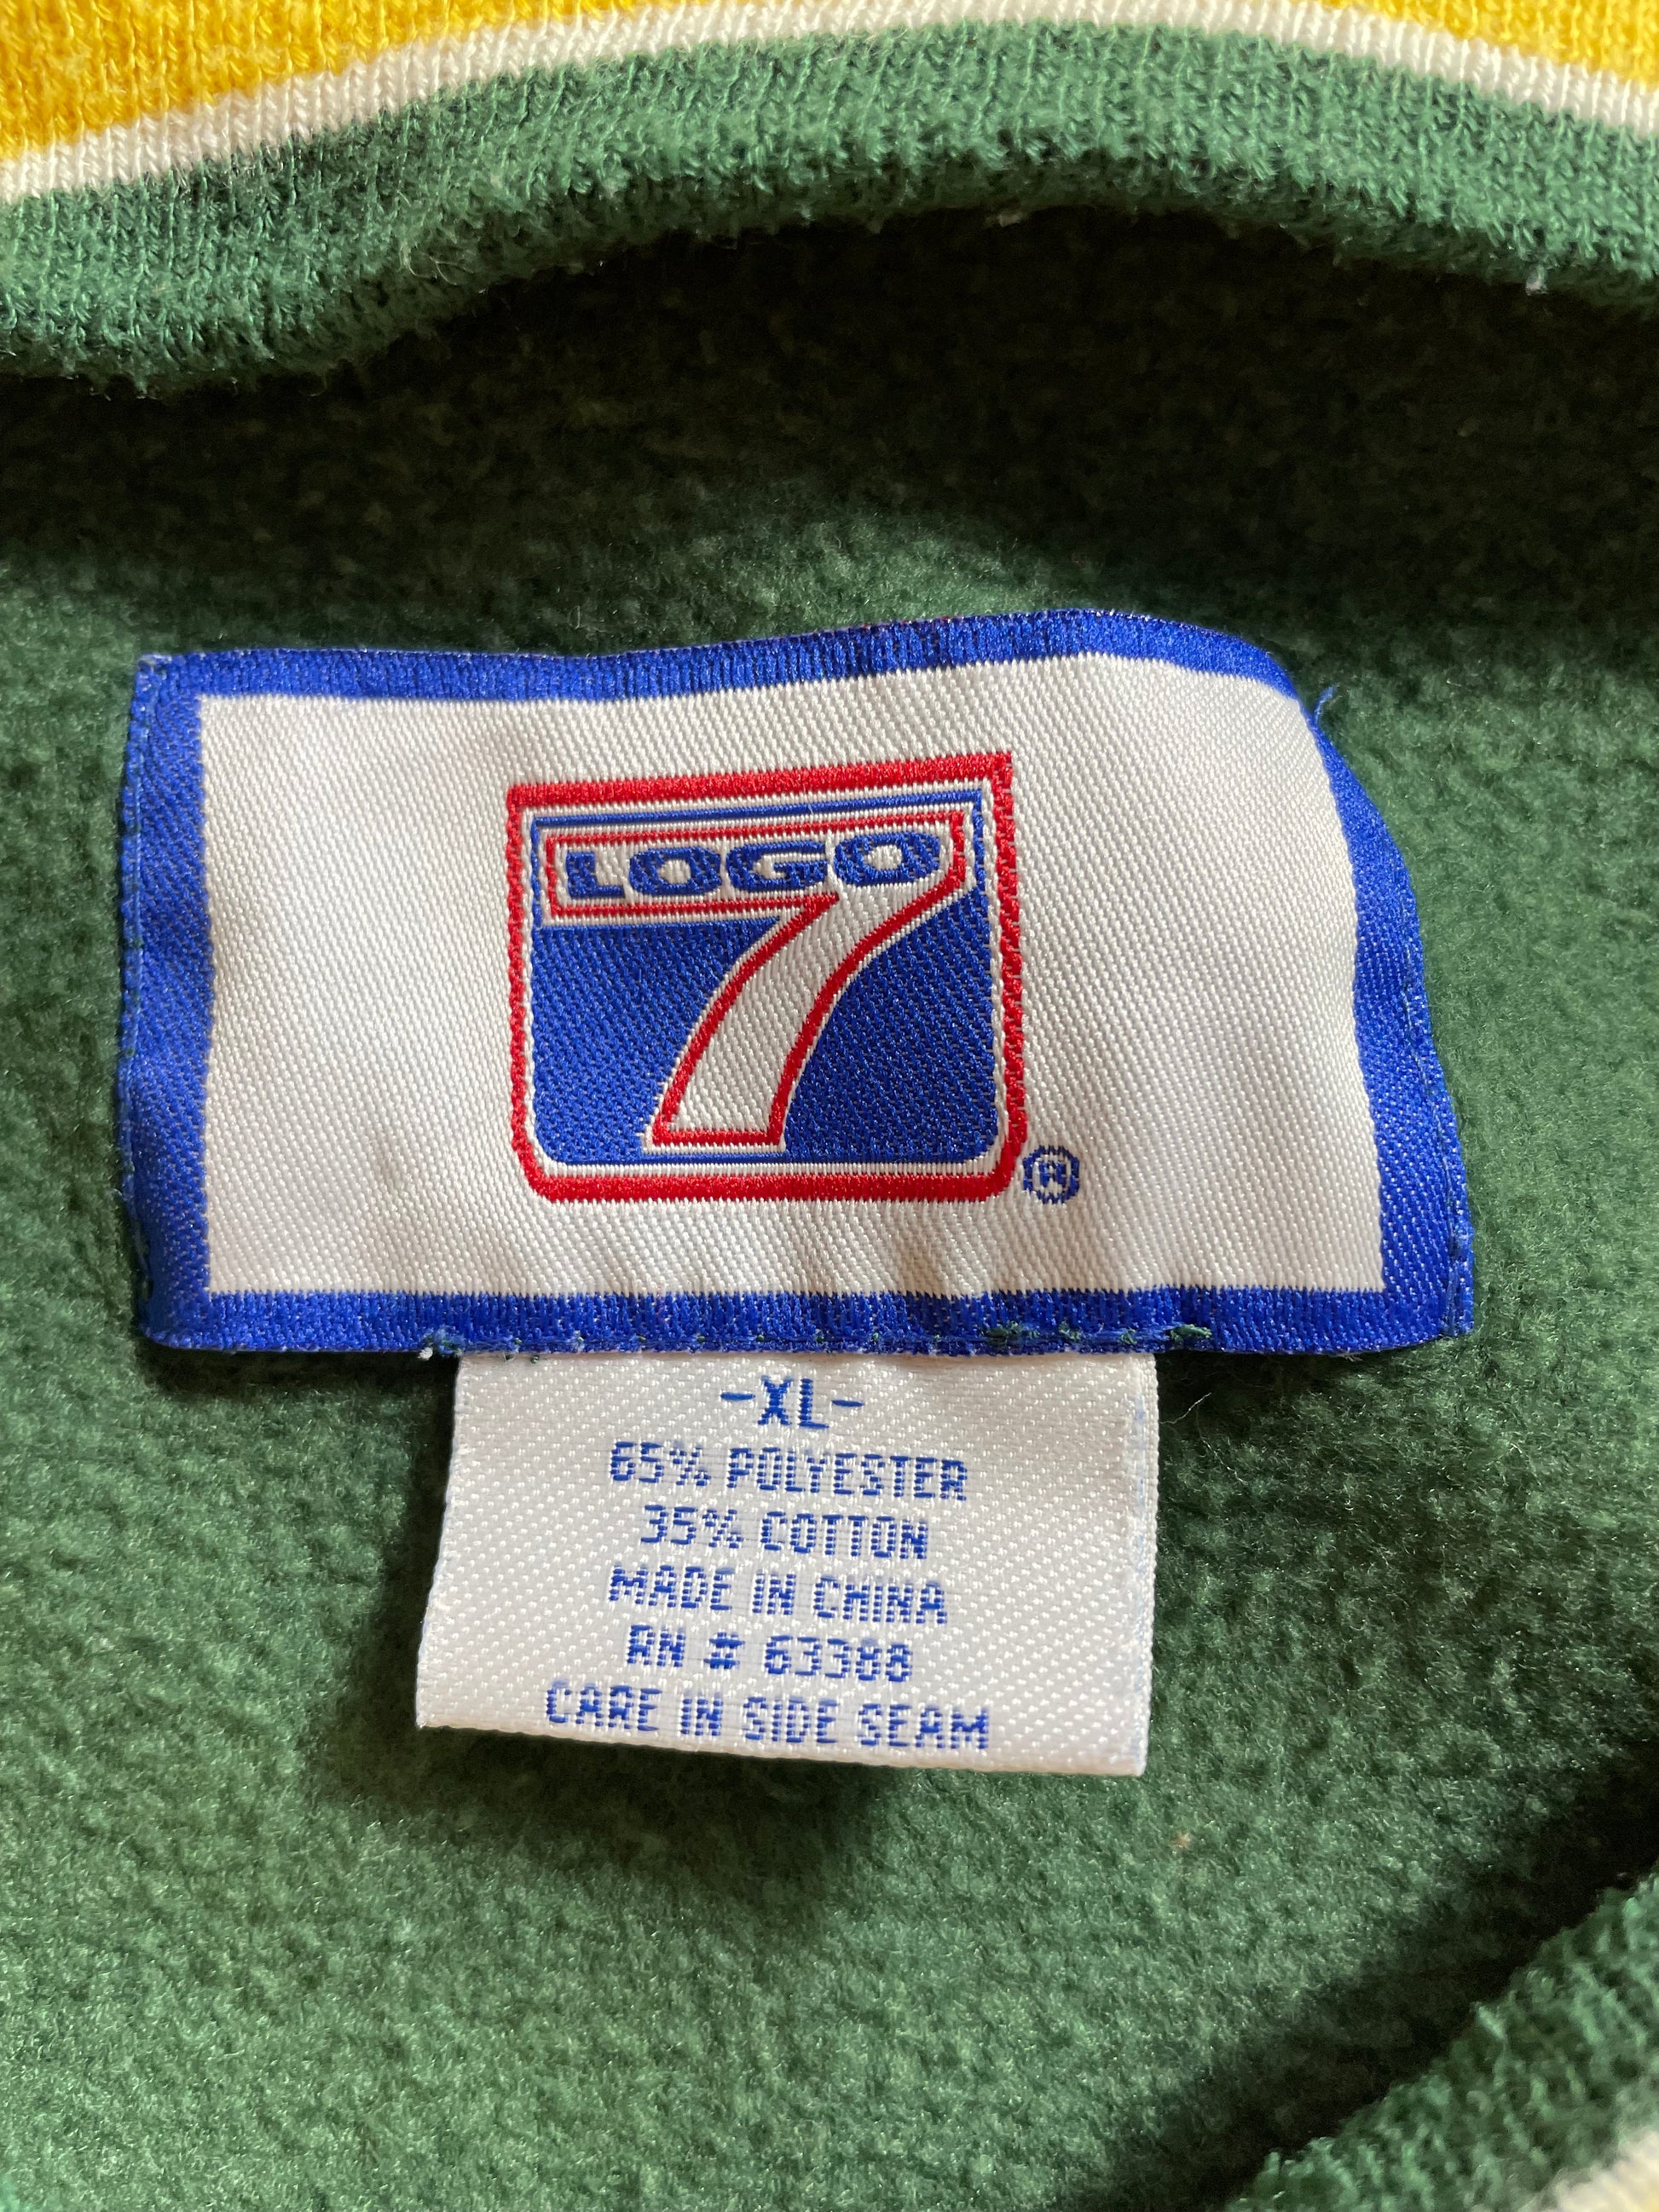 LOGO
7
®
-XL-
65% POLYESTER
35% COTTON
MADE IN CHINA
RN # 63388
CARE IN SIDE SEAM